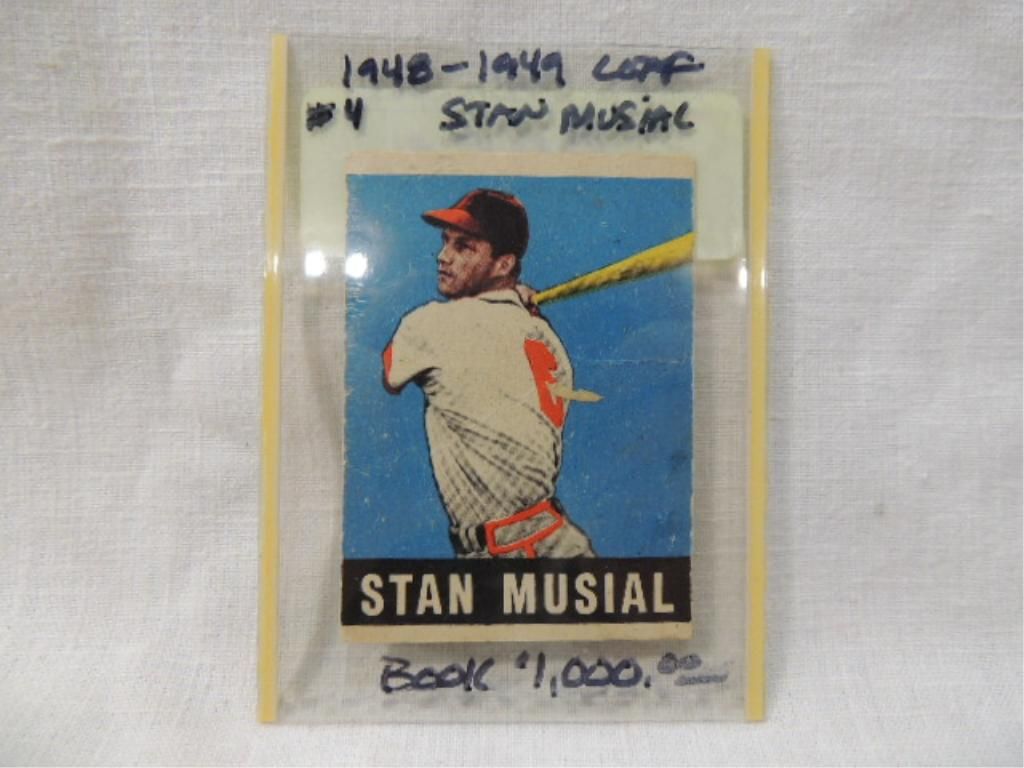 1948-1949 LEAF
#4 STAN MUSIAL
STAN MUSIAL
BOOK $1,000.00